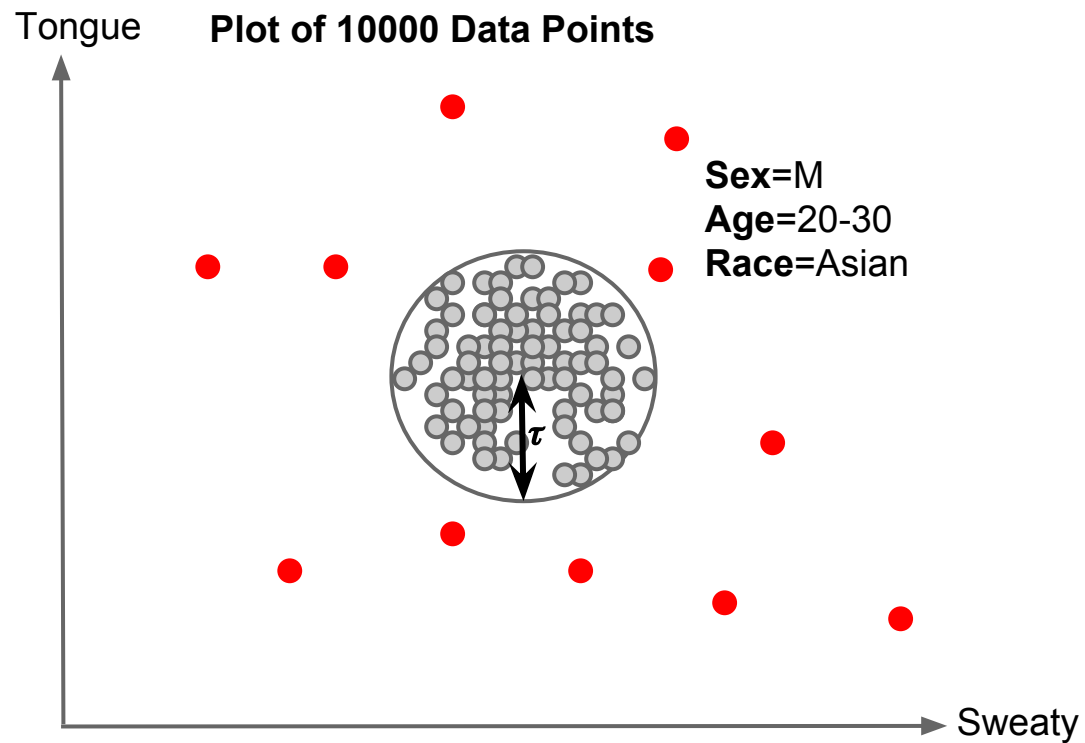 Tongue
Plot of 10000 Data Points
Sex=M
Age=20-30
Race=Asian
τ
Sweaty